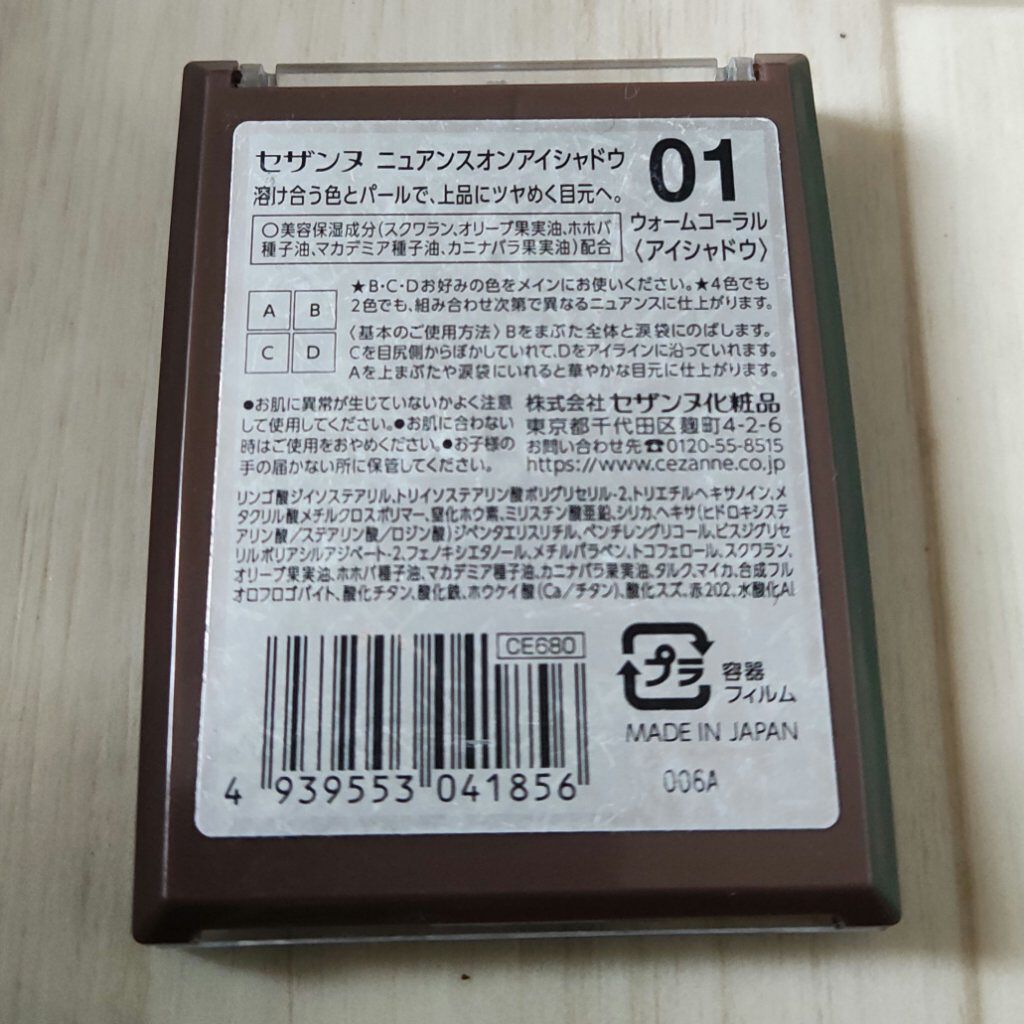 セザンヌ ニュアンスオンアイシャドウ
01
溶け合う色とパールで、上品にツヤめく目元へ。
ウォームコーラル
〈アイシャドウ〉
○美容保湿成分(スクワラン、オリーブ果実油、ホホバ
種子油、マカデミア種子油、カニナバラ果実油)配合
A B
C D
★B・C・Dお好みの色をメインにお使いください。★4色でも
2色でも、組み合わせ次第で異なるニュアンスに仕上がります。
〈基本のご使用方法〉Bをまぶた全体と涙袋にのばします。
Cを目尻側からぼかしていれて、Dをアイラインに沿っていれます。
Aを上まぶたや涙袋にいれると華やかな目元に仕上がります。
●お肌に異常が生じていないかよく注意
して使用してください。●お肌に合わない
時はご使用をおやめください。●お子様の
手の届かない所に保管してください。
株式会社 セザンヌ化粧品
東京都千代田区麹町4-2-6
お問い合わせ先☎0120-55-8515
https://www.cezanne.co.jp
リンゴ酸ジイソステアリル、トリイソステアリン酸ポリグリセリル-2、トリエチルヘキサノイン、メ
タクリル酸メチルクロスポリマー、窒化ホウ素、ミリスチン酸亜鉛、シリカ、ヘキサ(ヒドロキシステ
アリン酸/ステアリン酸/ロジン酸)ジペンタエリスリチル、ペンチレングリコール、ビスジグリセ
リルポリアシルアジペート-2、フェノキシエタノール、メチルパラベン、トコフェロール、スクワラン、
オリーブ果実油、ホホバ種子油、マカデミア種子油、カニナバラ果実油、タルク、マイカ、合成フル
オロフロゴパイト、酸化チタン、酸化鉄、ホウケイ酸(Ca/チタン)、酸化スズ、赤202、水酸化Al
CE680
4 939553 041856
プラ
容器
フィルム
MADE IN JAPAN
006A